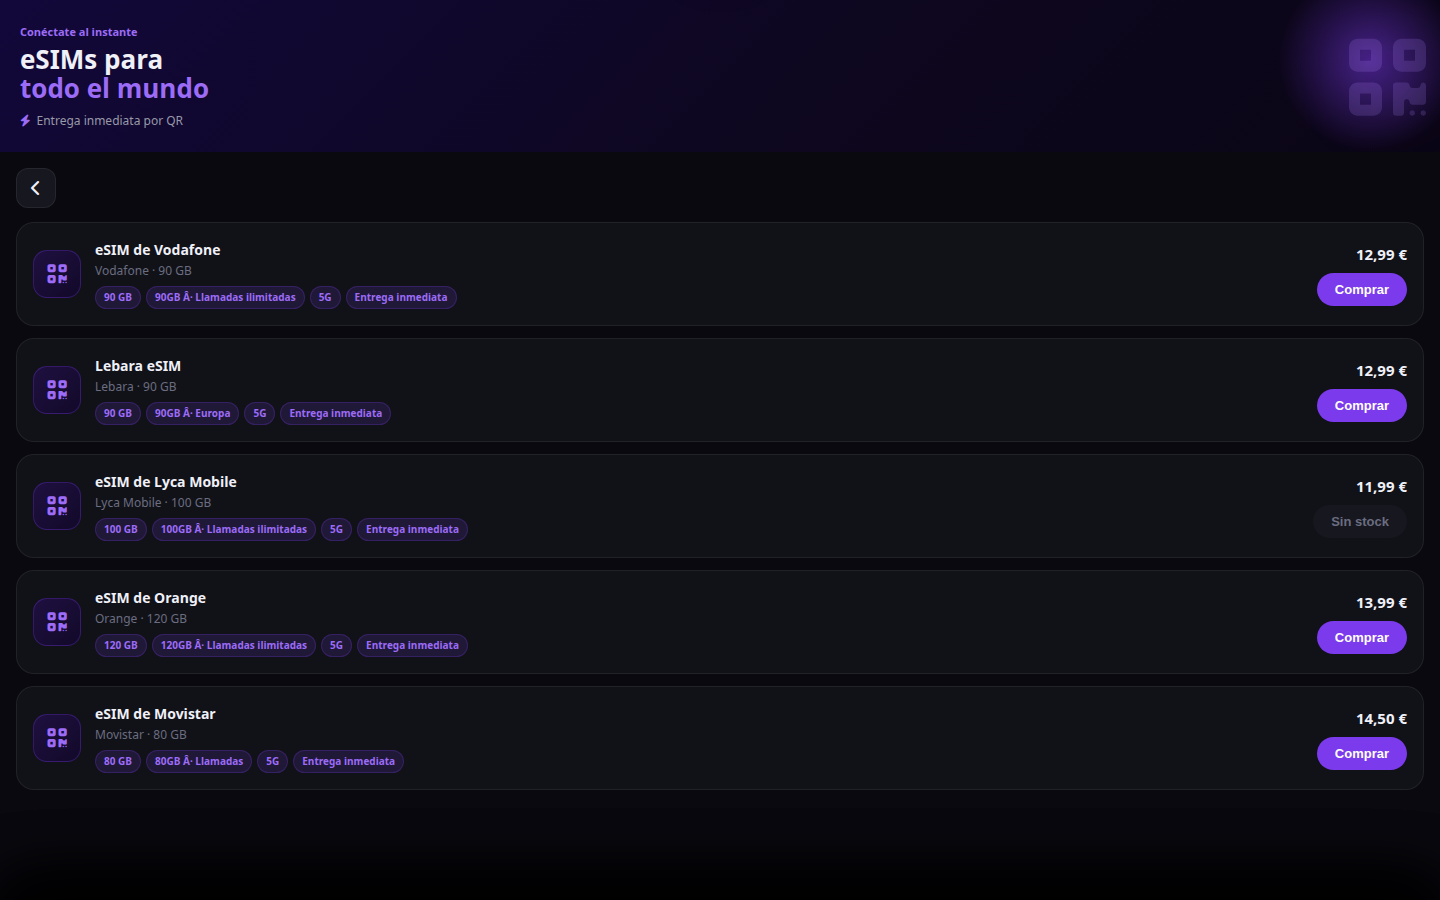 Conéctate al instante
eSIMs para
todo el mundo
Entrega inmediata por QR
eSIM de Vodafone
Vodafone · 90 GB
90 GB
90GB Â· Llamadas ilimitadas
5G
Entrega inmediata
12,99 €
Comprar
Lebara eSIM
Lebara · 90 GB
90 GB
90GB Â· Europa
5G
Entrega inmediata
12,99 €
Comprar
eSIM de Lyca Mobile
Lyca Mobile · 100 GB
100 GB
100GB Â· Llamadas ilimitadas
5G
Entrega inmediata
11,99 €
Sin stock
eSIM de Orange
Orange · 120 GB
120 GB
120GB Â· Llamadas ilimitadas
5G
Entrega inmediata
13,99 €
Comprar
eSIM de Movistar
Movistar · 80 GB
80 GB
80GB Â· Llamadas
5G
Entrega inmediata
14,50 €
Comprar